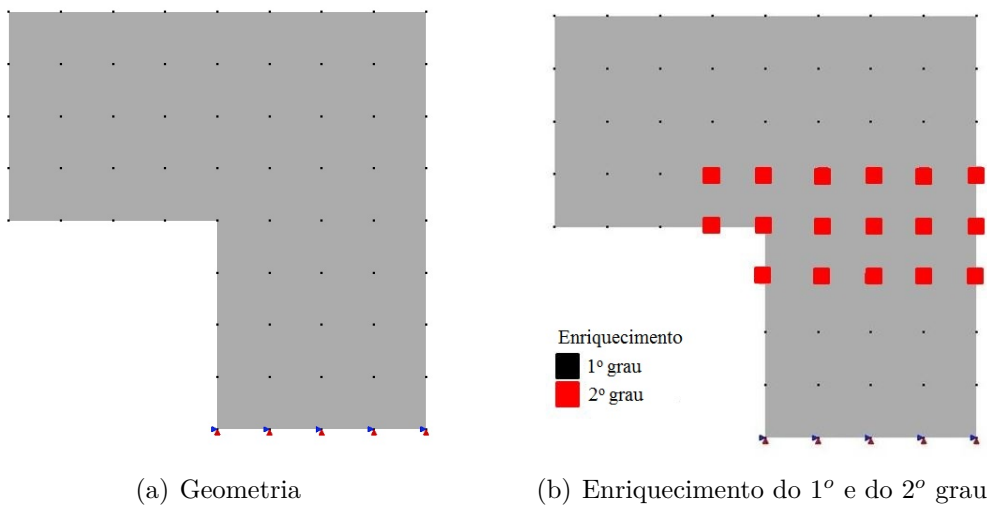 Enriquecimento
1º grau
2º grau
(a) Geometria
(b) Enriquecimento do 1º e do 2º grau